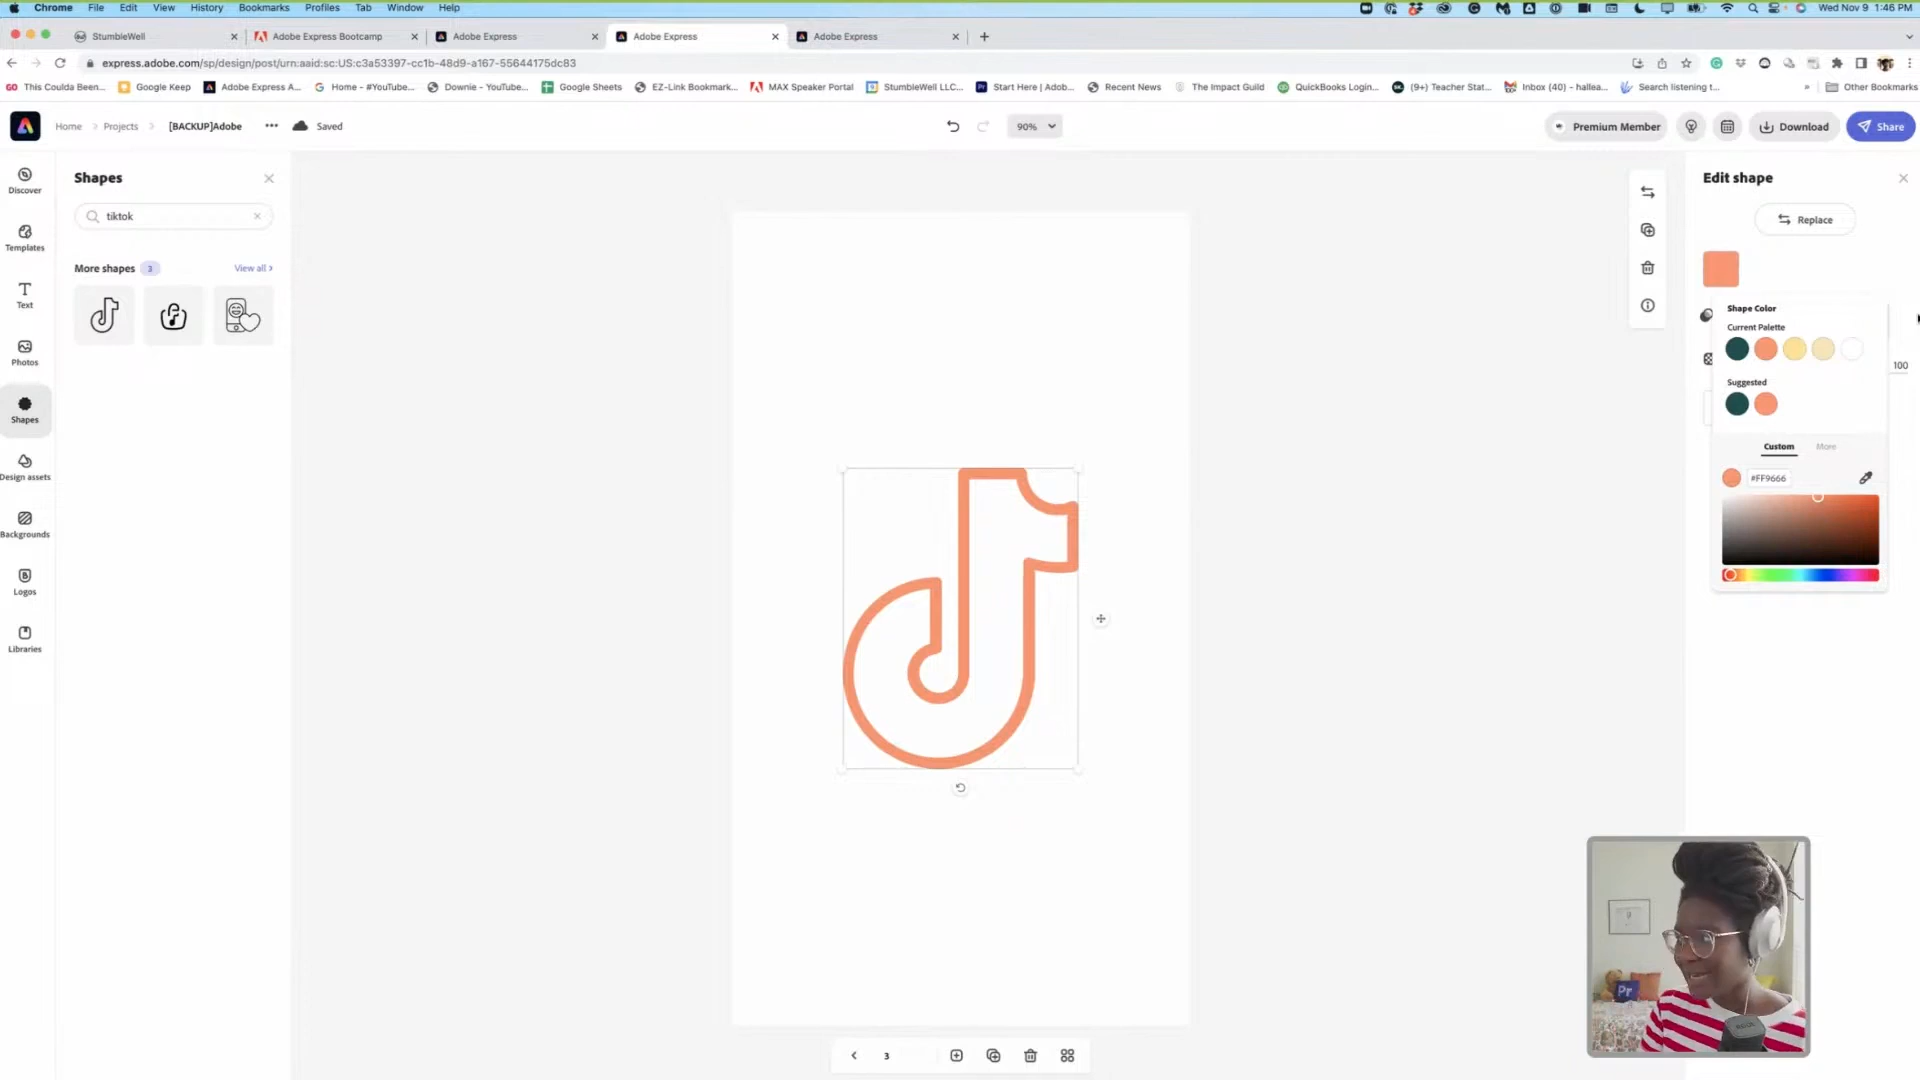 Chrome File Edit View History Bookmarks Profiles Tab Window Help Wed Nov 9 1:46 PM
StumbleWell Adobe Express Bootcamp Adobe Express Adobe Express Adobe Express
express.adobe.com/sp/design/post/urn:aaid:sc:US:c3a53397-cc1b-48d9-a167-55644175dc83
GO This Coulda Been... Google Keep Adobe Express A... Home - #YouTube... Downie - YouTube... Google Sheets EZ-Link Bookmark... MAX Speaker Portal StumbleWell LLC... Start Here | Adob... Recent News The Impact Guild QuickBooks Login... (9+) Teacher Stat... Inbox (40) - hallea... Search listening t... » Other Bookmarks
Home Projects [BACKUP]Adobe Saved 90% Premium Member Download Share
Discover
Templates
Text
Photos
Shapes
Design assets
Backgrounds
Logos
Libraries
Shapes
tiktok
More shapes 3 View all
Edit shape
Replace
Shape Color
Current Palette
100
Suggested
Custom More
#FF9666
3
Pr